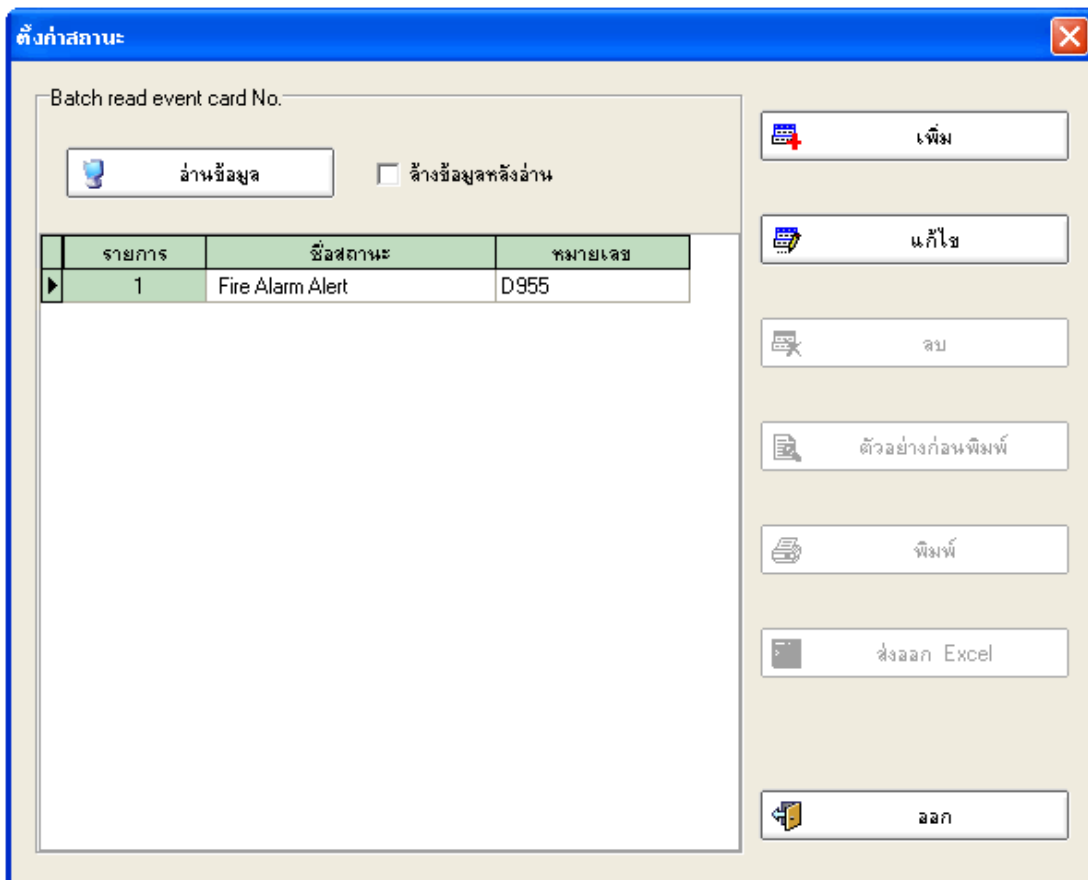 ตั้งค่าสถานะ
Batch read event card No.
อ่านข้อมูล
ล้างข้อมูลหลังอ่าน
รายการ ชื่อสถานะ หมายเลข
1 Fire Alarm Alert D955
เพิ่ม
แก้ไข
ลบ
ตัวอย่างก่อนพิมพ์
พิมพ์
ส่งออก Excel
ออก